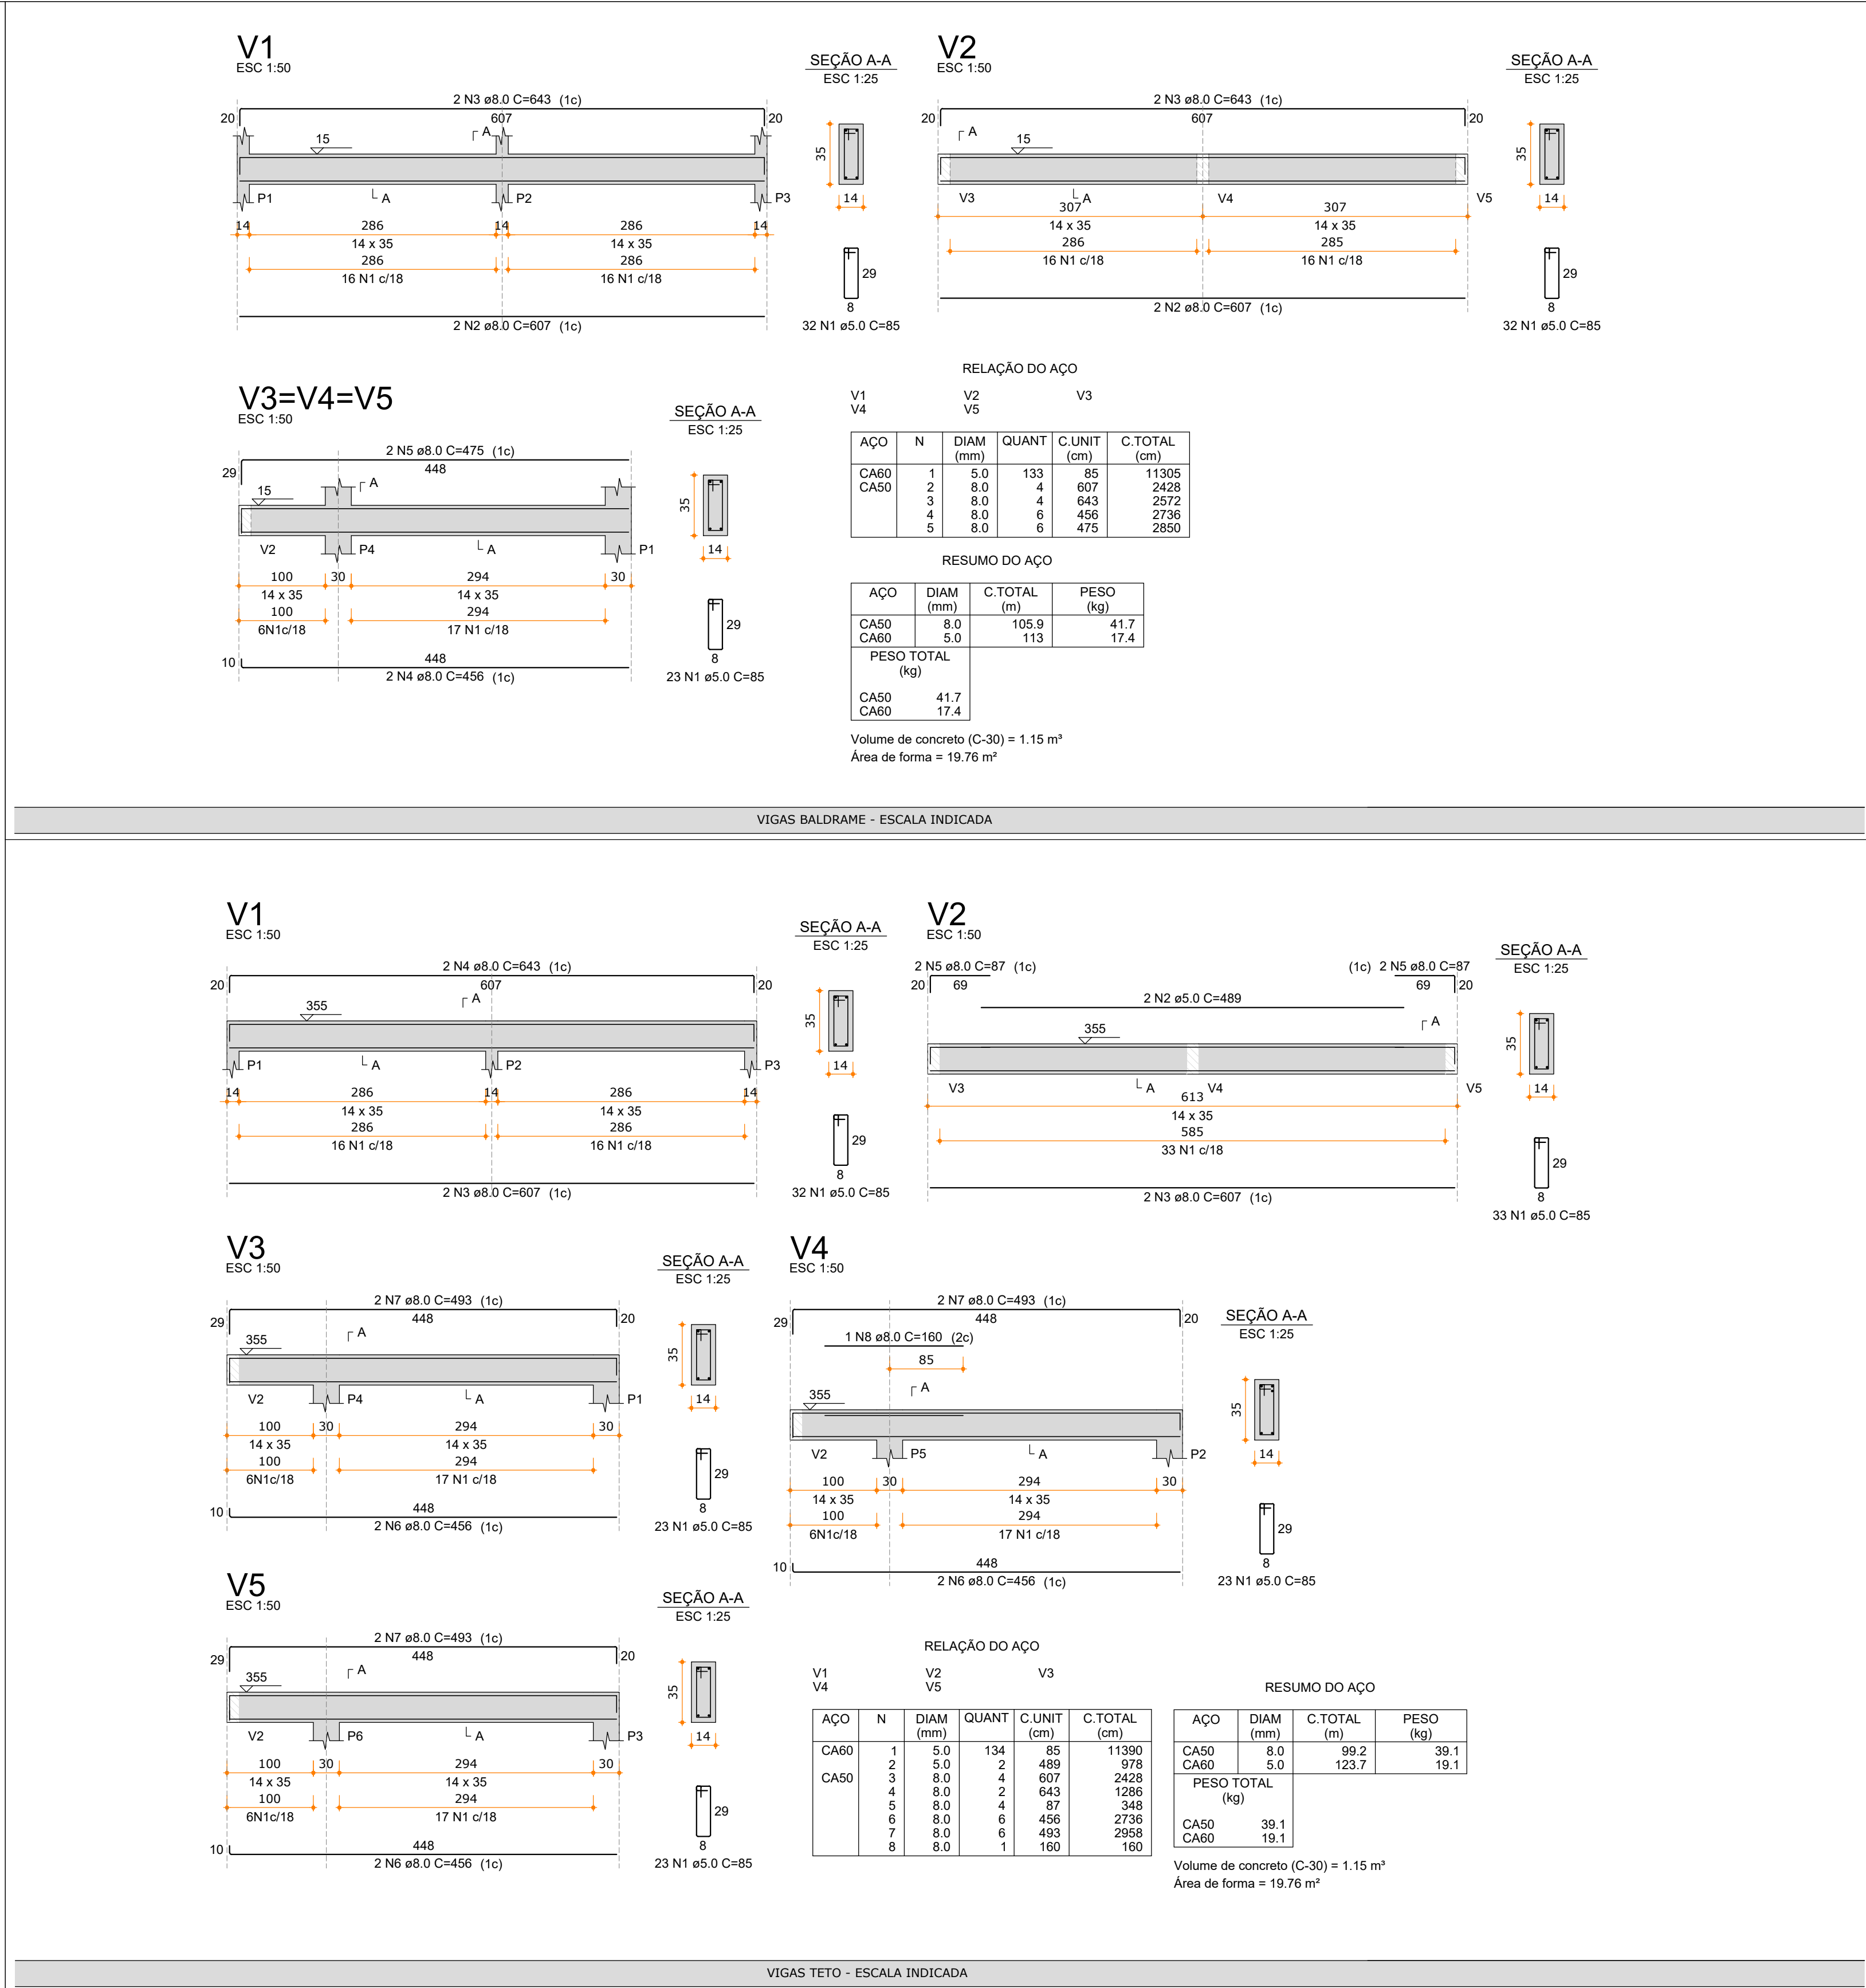 V1
ESC 1:50
2 N3 ø8.0 C=643 (1c)
20 607 20
A
15
P1 A P2 P3
14 286 14 286 14
14 x 35 14 x 35
286 286
16 N1 c/18 16 N1 c/18
2 N2 ø8.0 C=607 (1c)
SEÇÃO A-A
ESC 1:25
35
14
29
8
32 N1 ø5.0 C=85
V2
ESC 1:50
2 N3 ø8.0 C=643 (1c)
20 607 20
A
15
V3 A V4 V5
307 307
14 x 35 14 x 35
286 285
16 N1 c/18 16 N1 c/18
2 N2 ø8.0 C=607 (1c)
SEÇÃO A-A
ESC 1:25
35
14
29
8
32 N1 ø5.0 C=85
V3=V4=V5
ESC 1:50
2 N5 ø8.0 C=475 (1c)
29 448
A
15
V2 P4 A P1
100 30 294 30
14 x 35 14 x 35
100 294
6N1c/18 17 N1 c/18
10 448
2 N4 ø8.0 C=456 (1c)
SEÇÃO A-A
ESC 1:25
35
14
29
8
23 N1 ø5.0 C=85
RELAÇÃO DO AÇO
V1 V2 V3
V4 V5
AÇO N DIAM QUANT C.UNIT C.TOTAL
(mm) (cm) (cm)
CA60 1 5.0 133 85 11305
CA50 2 8.0 4 607 2428
3 8.0 4 643 2572
4 8.0 6 456 2736
5 8.0 6 475 2850
RESUMO DO AÇO
AÇO DIAM C.TOTAL PESO
(mm) (m) (kg)
CA50 8.0 105.9 41.7
CA60 5.0 113 17.4
PESO TOTAL
(kg)
CA50 41.7
CA60 17.4
Volume de concreto (C-30) = 1.15 m³
Área de forma = 19.76 m²
VIGAS BALDRAME - ESCALA INDICADA
V1
ESC 1:50
2 N4 ø8.0 C=643 (1c)
20 607 20
A
355
P1 A P2 P3
14 286 14 286 14
14 x 35 14 x 35
286 286
16 N1 c/18 16 N1 c/18
2 N3 ø8.0 C=607 (1c)
SEÇÃO A-A
ESC 1:25
35
14
29
8
32 N1 ø5.0 C=85
V2
ESC 1:50
2 N5 ø8.0 C=87 (1c) (1c) 2 N5 ø8.0 C=87
20 69 69 20
2 N2 ø5.0 C=489
A
355
V3 A V4 V5
613
14 x 35
585
33 N1 c/18
2 N3 ø8.0 C=607 (1c)
SEÇÃO A-A
ESC 1:25
35
14
29
8
33 N1 ø5.0 C=85
V3
ESC 1:50
2 N7 ø8.0 C=493 (1c)
29 448 20
A
355
V2 P4 A P1
100 30 294 30
14 x 35 14 x 35
100 294
6N1c/18 17 N1 c/18
10 448
2 N6 ø8.0 C=456 (1c)
SEÇÃO A-A
ESC 1:25
35
14
29
8
23 N1 ø5.0 C=85
V4
ESC 1:50
2 N7 ø8.0 C=493 (1c)
29 448 20
1 N8 ø8.0 C=160 (2c)
85
A
355
V2 P5 A P2
100 30 294 30
14 x 35 14 x 35
100 294
6N1c/18 17 N1 c/18
10 448
2 N6 ø8.0 C=456 (1c)
SEÇÃO A-A
ESC 1:25
35
14
29
8
23 N1 ø5.0 C=85
V5
ESC 1:50
2 N7 ø8.0 C=493 (1c)
29 448 20
A
355
V2 P6 A P3
100 30 294 30
14 x 35 14 x 35
100 294
6N1c/18 17 N1 c/18
10 448
2 N6 ø8.0 C=456 (1c)
SEÇÃO A-A
ESC 1:25
35
14
29
8
23 N1 ø5.0 C=85
RELAÇÃO DO AÇO
V1 V2 V3
V4 V5
AÇO N DIAM QUANT C.UNIT C.TOTAL
(mm) (cm) (cm)
CA60 1 5.0 134 85 11390
2 5.0 2 489 978
CA50 3 8.0 4 607 2428
4 8.0 2 643 1286
5 8.0 4 87 348
6 8.0 6 456 2736
7 8.0 6 493 2958
8 8.0 1 160 160
RESUMO DO AÇO
AÇO DIAM C.TOTAL PESO
(mm) (m) (kg)
CA50 8.0 99.2 39.1
CA60 5.0 123.7 19.1
PESO TOTAL
(kg)
CA50 39.1
CA60 19.1
Volume de concreto (C-30) = 1.15 m³
Área de forma = 19.76 m²
VIGAS TETO - ESCALA INDICADA